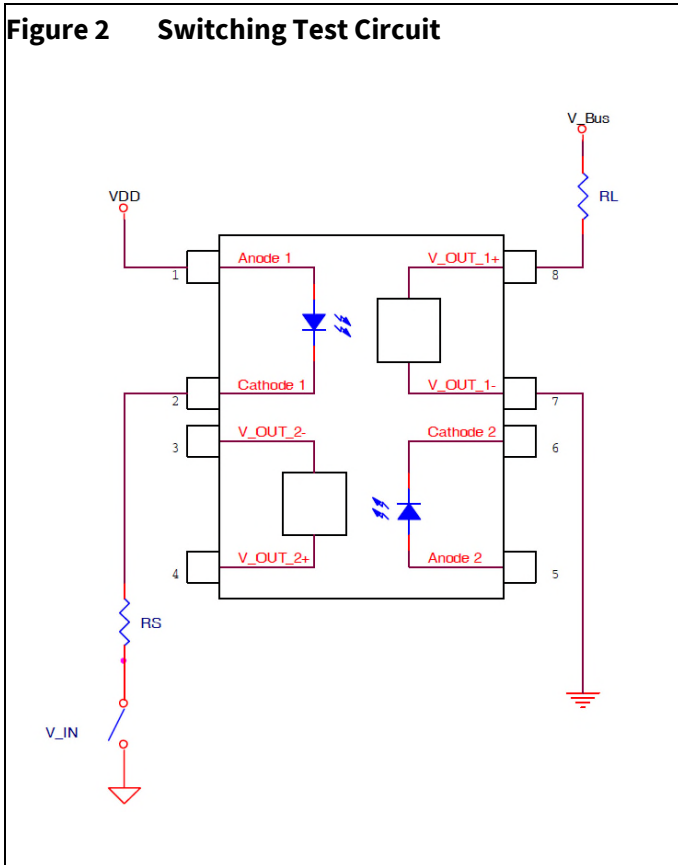 Figure 2 Switching Test Circuit
V_Bus
RL
VDD
Anode 1
V_OUT_1+
1
8
Cathode 1
V_OUT_1-
2
7
V_OUT_2-
Cathode 2
3
6
V_OUT_2+
Anode 2
4
5
RS
V_IN